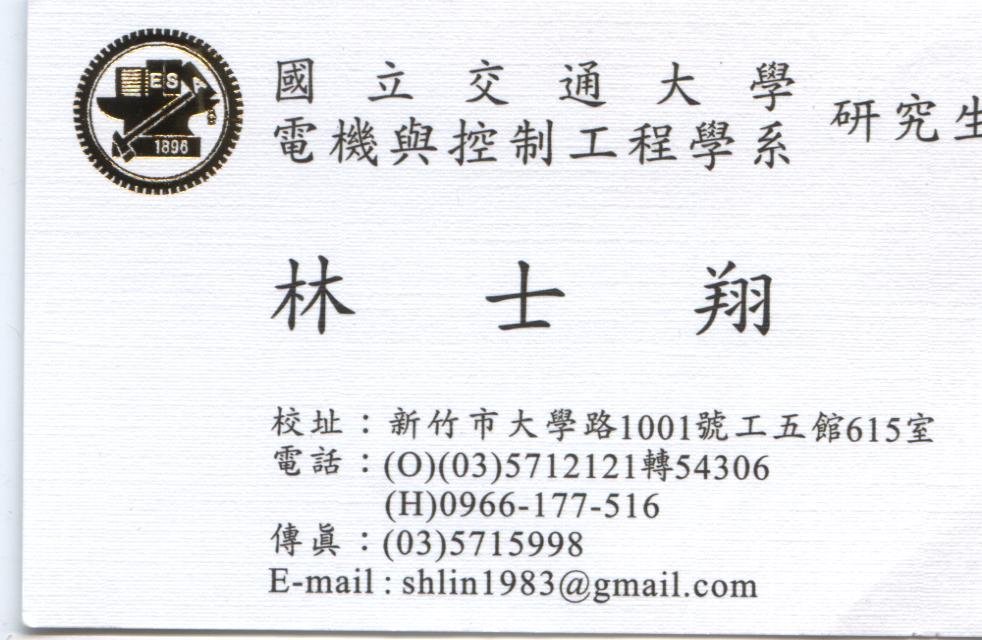 ESA
1896
國立交通大學
電機與控制工程學系
研究生
林士翔
校址：新竹市大學路1001號工五館615室
電話：(O)(03)5712121轉54306
(H)0966-177-516
傳眞：(03)5715998
E-mail : shlin1983@gmail.com